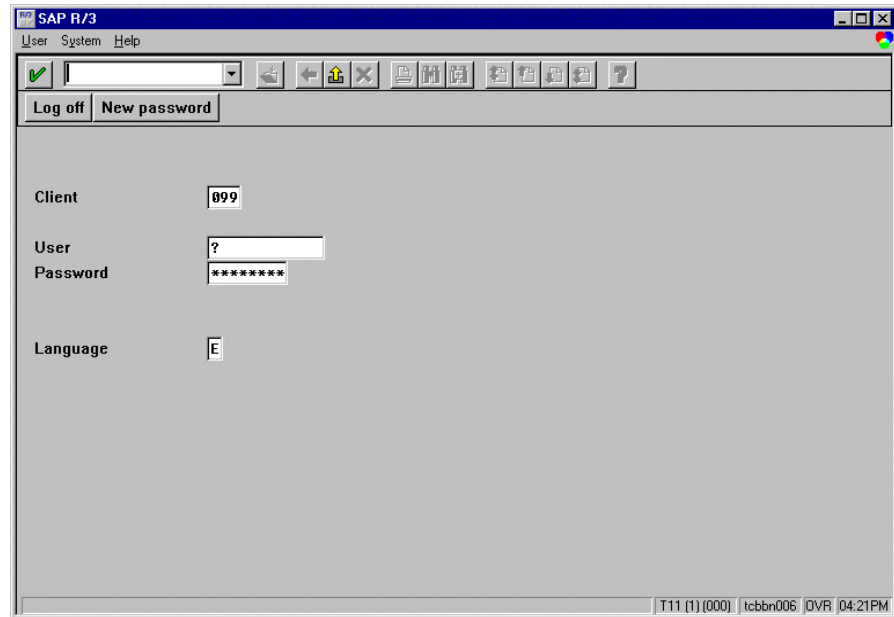 SAP R/3
User System Help
Log off New password
Client 099
User ?
Password ********
Language E
T11 (1) (000) tcbbn006 OVR 04:21PM